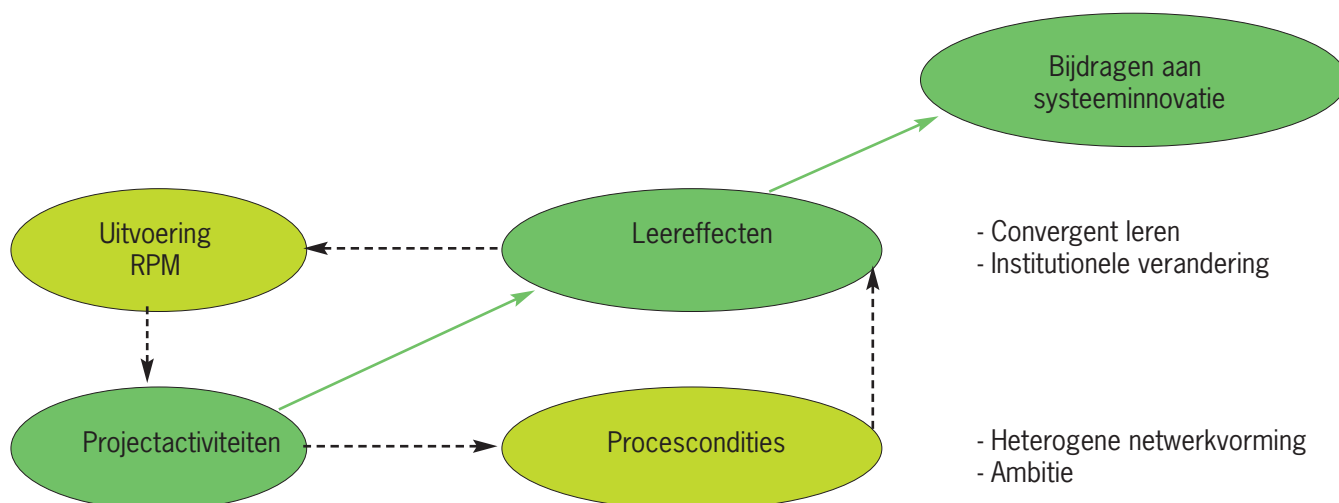 Bijdragen aan
systeeminnovatie
Uitvoering
RPM
Leereffecten
- Convergent leren
- Institutionele verandering
Projectactiviteiten
Procescondities
- Heterogene netwerkvorming
- Ambitie